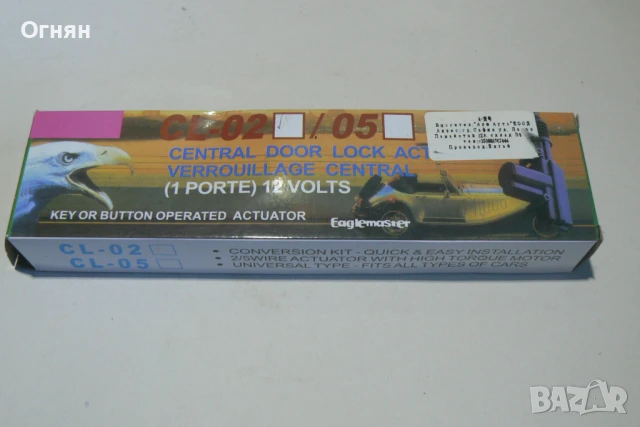 Огнян
CL-02 / 05
CENTRAL DOOR LOCK ACT
VERROUILLAGE CENTRAL
(1 PORTE) 12 VOLTS
KEY OR BUTTON OPERATED ACTUATOR
Eaglemaster
CL-02
CL-05
CONVERSION KIT - QUICK & EASY INSTALLATION
2/5WIRE ACTUATOR WITH HIGH TORQUE MOTOR
UNIVERSAL TYPE - FITS ALL TYPES OF CARS
BAZAR